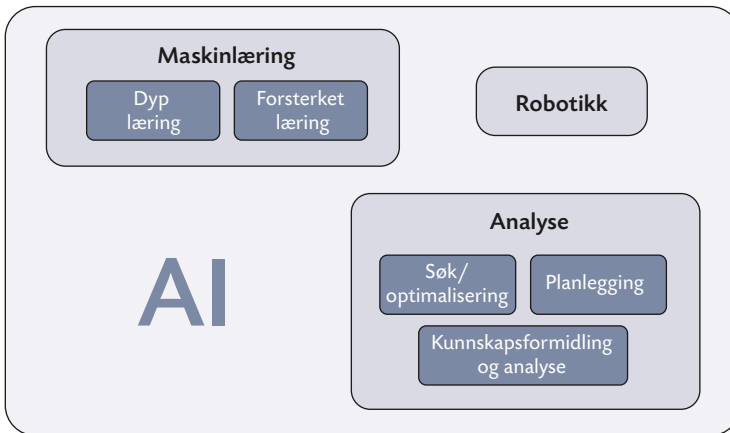 Maskinlæring
Dyp
læring
Forsterket
læring
Robotikk
AI
Analyse
Søk/
optimalisering
Planlegging
Kunnskapsformidling
og analyse